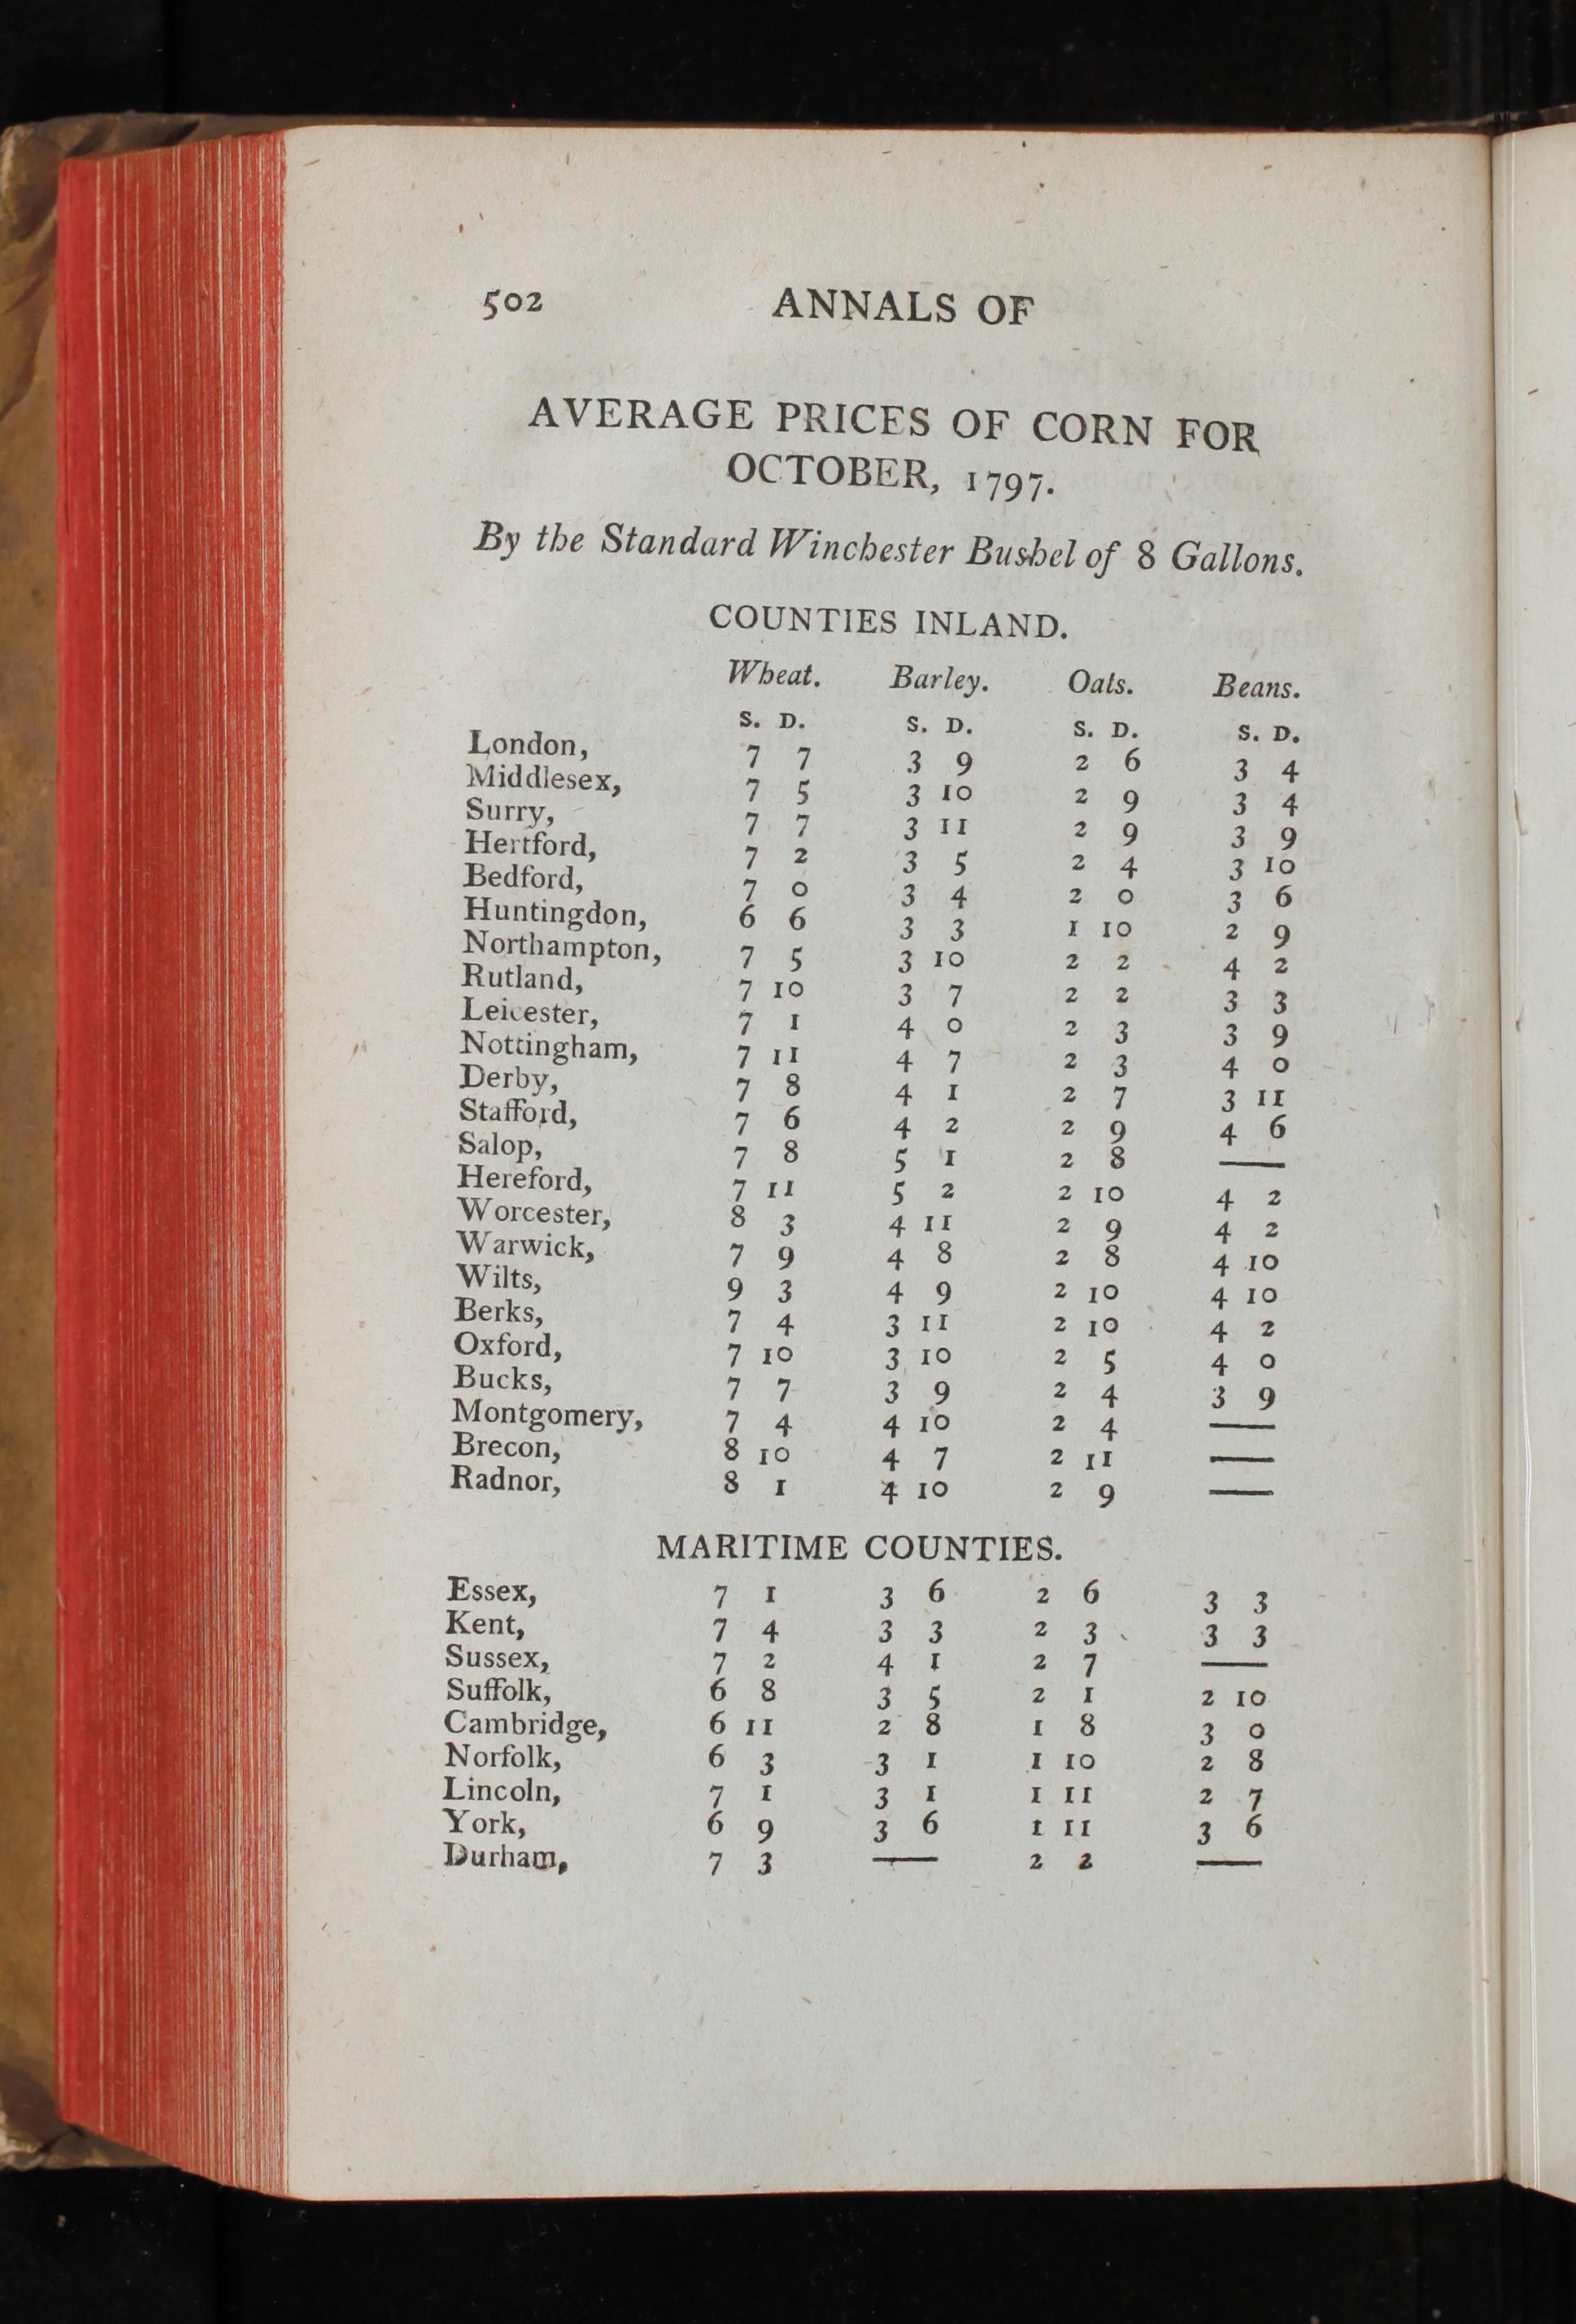 502 ANNALS OF
AVERAGE PRICES OF CORN FOR
OCTOBER, 1797.
By the Standard Winchester Bushel of 8 Gallons.
COUNTIES INLAND.
Wheat. Barley. Oats. Beans.
S. D. S. D. S. D. S. D.
London, 7 7 3 9 2 6 3 4
Middlesex, 7 5 3 10 2 9 3 4
Surry, 7 7 3 11 2 9 3 9
Hertford, 7 2 3 5 2 4 3 10
Bedford, 7 0 3 4 2 0 3 6
Huntingdon, 6 6 3 3 1 10 2 9
Northampton, 7 5 3 10 2 2 4 2
Rutland, 7 10 3 7 2 2 3 3
Leicester, 7 1 4 0 2 3 3 9
Nottingham, 7 11 4 7 2 3 4 0
Derby, 7 8 4 1 2 7 3 11
Stafford, 7 6 4 2 2 9 4 6
Salop, 7 8 5 1 2 8 —
Hereford, 7 11 5 2 2 10 4 2
Worcester, 8 3 4 11 2 9 4 2
Warwick, 7 9 4 8 2 8 4 10
Wilts, 9 3 4 9 2 10 4 10
Berks, 7 4 3 11 2 10 4 2
Oxford, 7 10 3 10 2 5 4 0
Bucks, 7 7 3 9 2 4 3 9
Montgomery, 7 4 4 10 2 4 —
Brecon, 8 10 4 7 2 11 —
Radnor, 8 1 4 10 2 9 —
MARITIME COUNTIES.
Essex, 7 1 3 6 2 6 3 3
Kent, 7 4 3 3 2 3 3 3
Sussex, 7 2 4 1 2 7 —
Suffolk, 6 8 3 5 2 1 2 10
Cambridge, 6 11 2 8 1 8 3 0
Norfolk, 6 3 3 1 1 10 2 8
Lincoln, 7 1 3 1 1 11 2 7
York, 6 9 3 6 1 11 3 6
Durham, 7 3 — 2 2 —